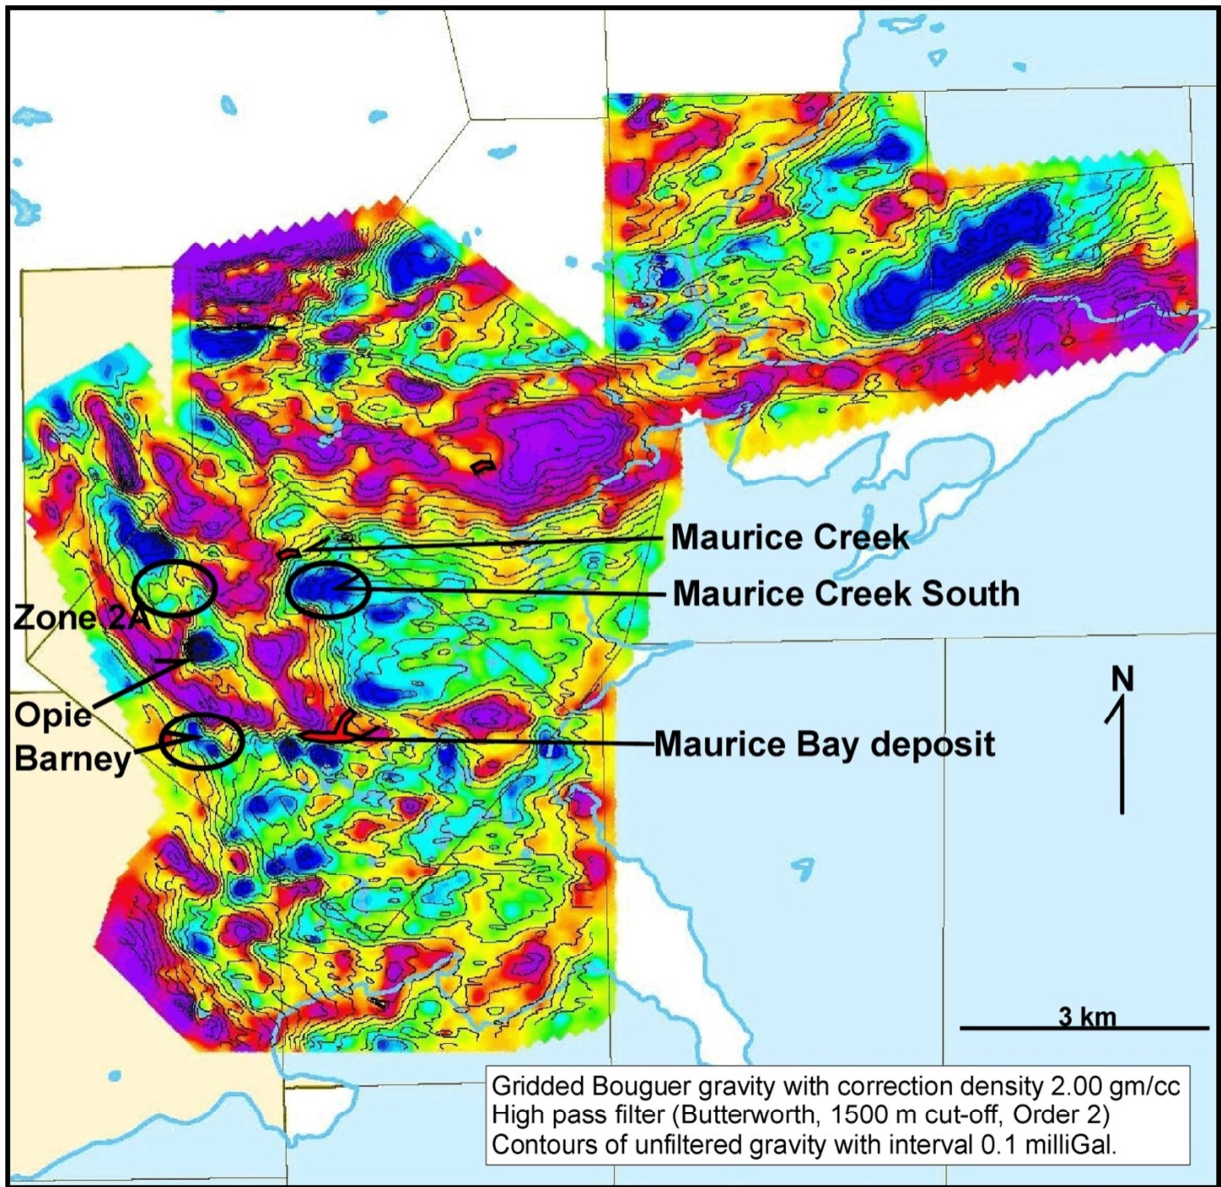 Maurice Creek
Maurice Creek South
Zone 2A
N
Opie
Barney
Maurice Bay deposit
3 km
Gridded Bouguer gravity with correction density 2.00 gm/cc
High pass filter (Butterworth, 1500 m cut-off, Order 2)
Contours of unfiltered gravity with interval 0.1 milliGal.